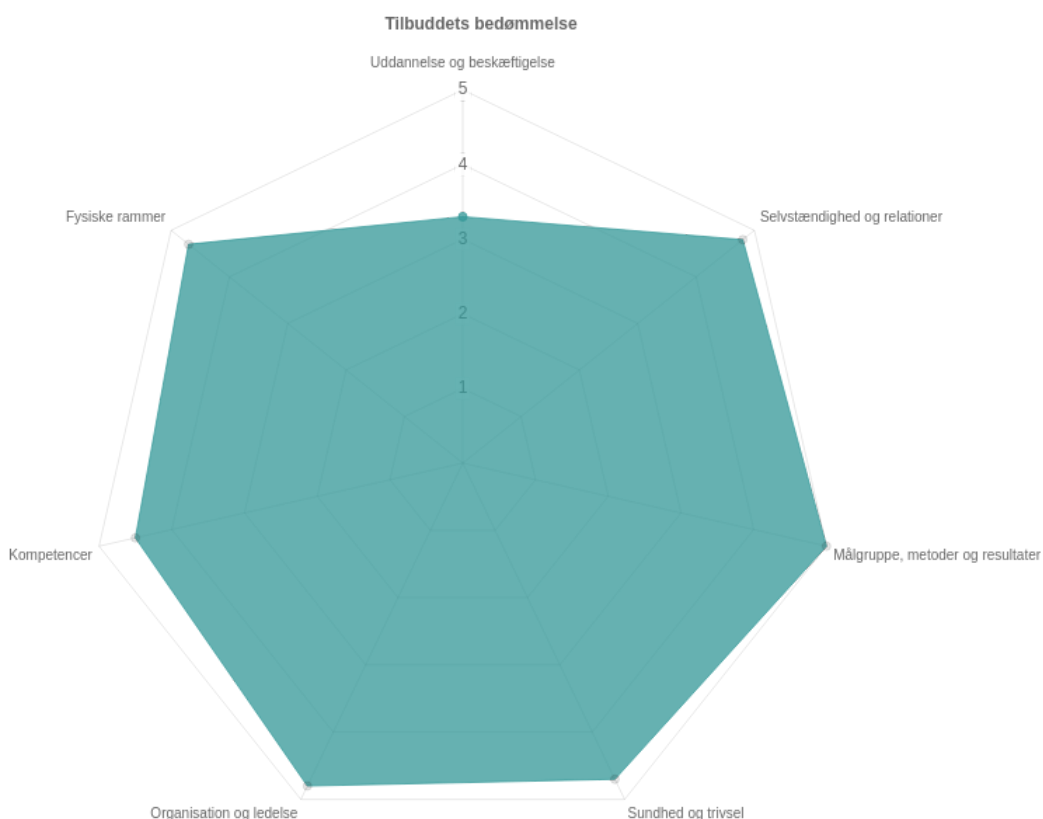 Tilbuddets bedømmelse
Uddannelse og beskæftigelse
5
4
Fysiske rammer
Selvstændighed og relationer
3
2
1
Kompetencer
Målgruppe, metoder og resultater
Organisation og ledelse
Sundhed og trivsel